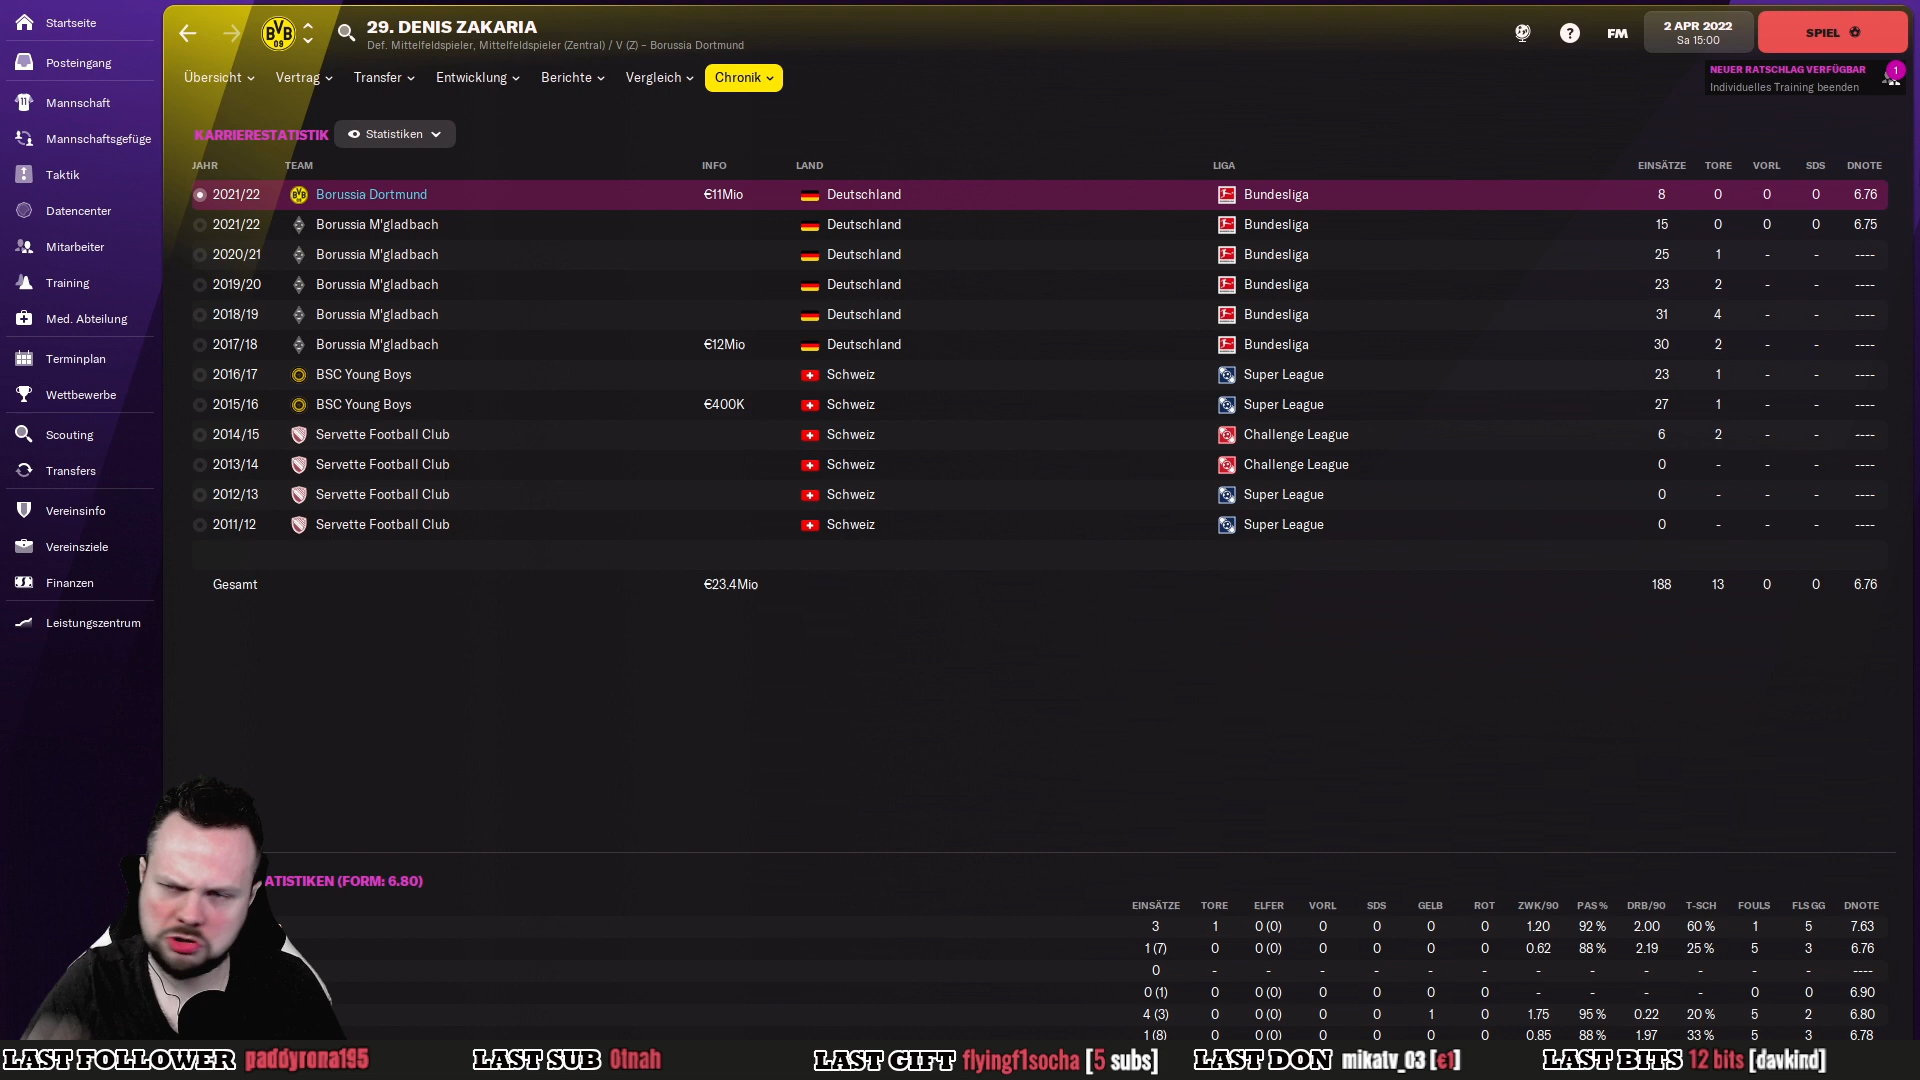 Startseite
Posteingang
Mannschaft
Mannschaftsgefüge
Taktik
Datencenter
Mitarbeiter
Training
Med. Abteilung
Terminplan
Wettbewerbe
Scouting
Transfers
Vereinsinfo
Vereinsziele
Finanzen
Leistungszentrum
BVB 09
29. DENIS ZAKARIA
Def. Mittelfeldspieler, Mittelfeldspieler (Zentral) / V (Z) - Borussia Dortmund
? FM
2 APR 2022
Sa 15:00
SPIEL
Übersicht Vertrag Transfer Entwicklung Berichte Vergleich Chronik
NEUER RATSCHLAG VERFÜGBAR 1
Individuelles Training beenden
KARRIERESTATISTIK Statistiken
JAHR TEAM INFO LAND LIGA EINSÄTZE TORE VORL SDS DNOTE
2021/22 Borussia Dortmund €11Mio Deutschland Bundesliga 8 0 0 0 6.76
2021/22 Borussia M'gladbach Deutschland Bundesliga 15 0 0 0 6.75
2020/21 Borussia M'gladbach Deutschland Bundesliga 25 1 - - ----
2019/20 Borussia M'gladbach Deutschland Bundesliga 23 2 - - ----
2018/19 Borussia M'gladbach Deutschland Bundesliga 31 4 - - ----
2017/18 Borussia M'gladbach €12Mio Deutschland Bundesliga 30 2 - - ----
2016/17 BSC Young Boys Schweiz Super League 23 1 - - ----
2015/16 BSC Young Boys €400K Schweiz Super League 27 1 - - ----
2014/15 Servette Football Club Schweiz Challenge League 6 2 - - ----
2013/14 Servette Football Club Schweiz Challenge League 0 - - - ----
2012/13 Servette Football Club Schweiz Super League 0 - - - ----
2011/12 Servette Football Club Schweiz Super League 0 - - - ----
Gesamt €23.4Mio 188 13 0 0 6.76
ATISTIKEN (FORM: 6.80)
EINSÄTZE TORE ELFER VORL SDS GELB ROT ZWK/90 PAS % DRB/90 T-SCH FOULS FLS GG DNOTE
3 1 0 (0) 0 0 0 0 1.20 92 % 2.00 60 % 1 5 7.63
1 (7) 0 0 (0) 0 0 0 0 0.62 88 % 2.19 25 % 5 3 6.76
0 - - - - - - - - - - - - ----
0 (1) 0 0 (0) 0 0 0 0 - - - - 0 0 6.90
4 (3) 0 0 (0) 0 0 1 0 1.75 95 % 0.22 20 % 5 2 6.80
1 (8) 0 0 (0) 0 0 0 0 0.85 88 % 1.97 33 % 5 3 6.78
LAST FOLLOWER paddyrona195 LAST SUB 0tnah LAST GIFT flyingf1socha [5 subs] LAST DON mikatv_03 [€1] LAST BITS 12 bits [davkind]